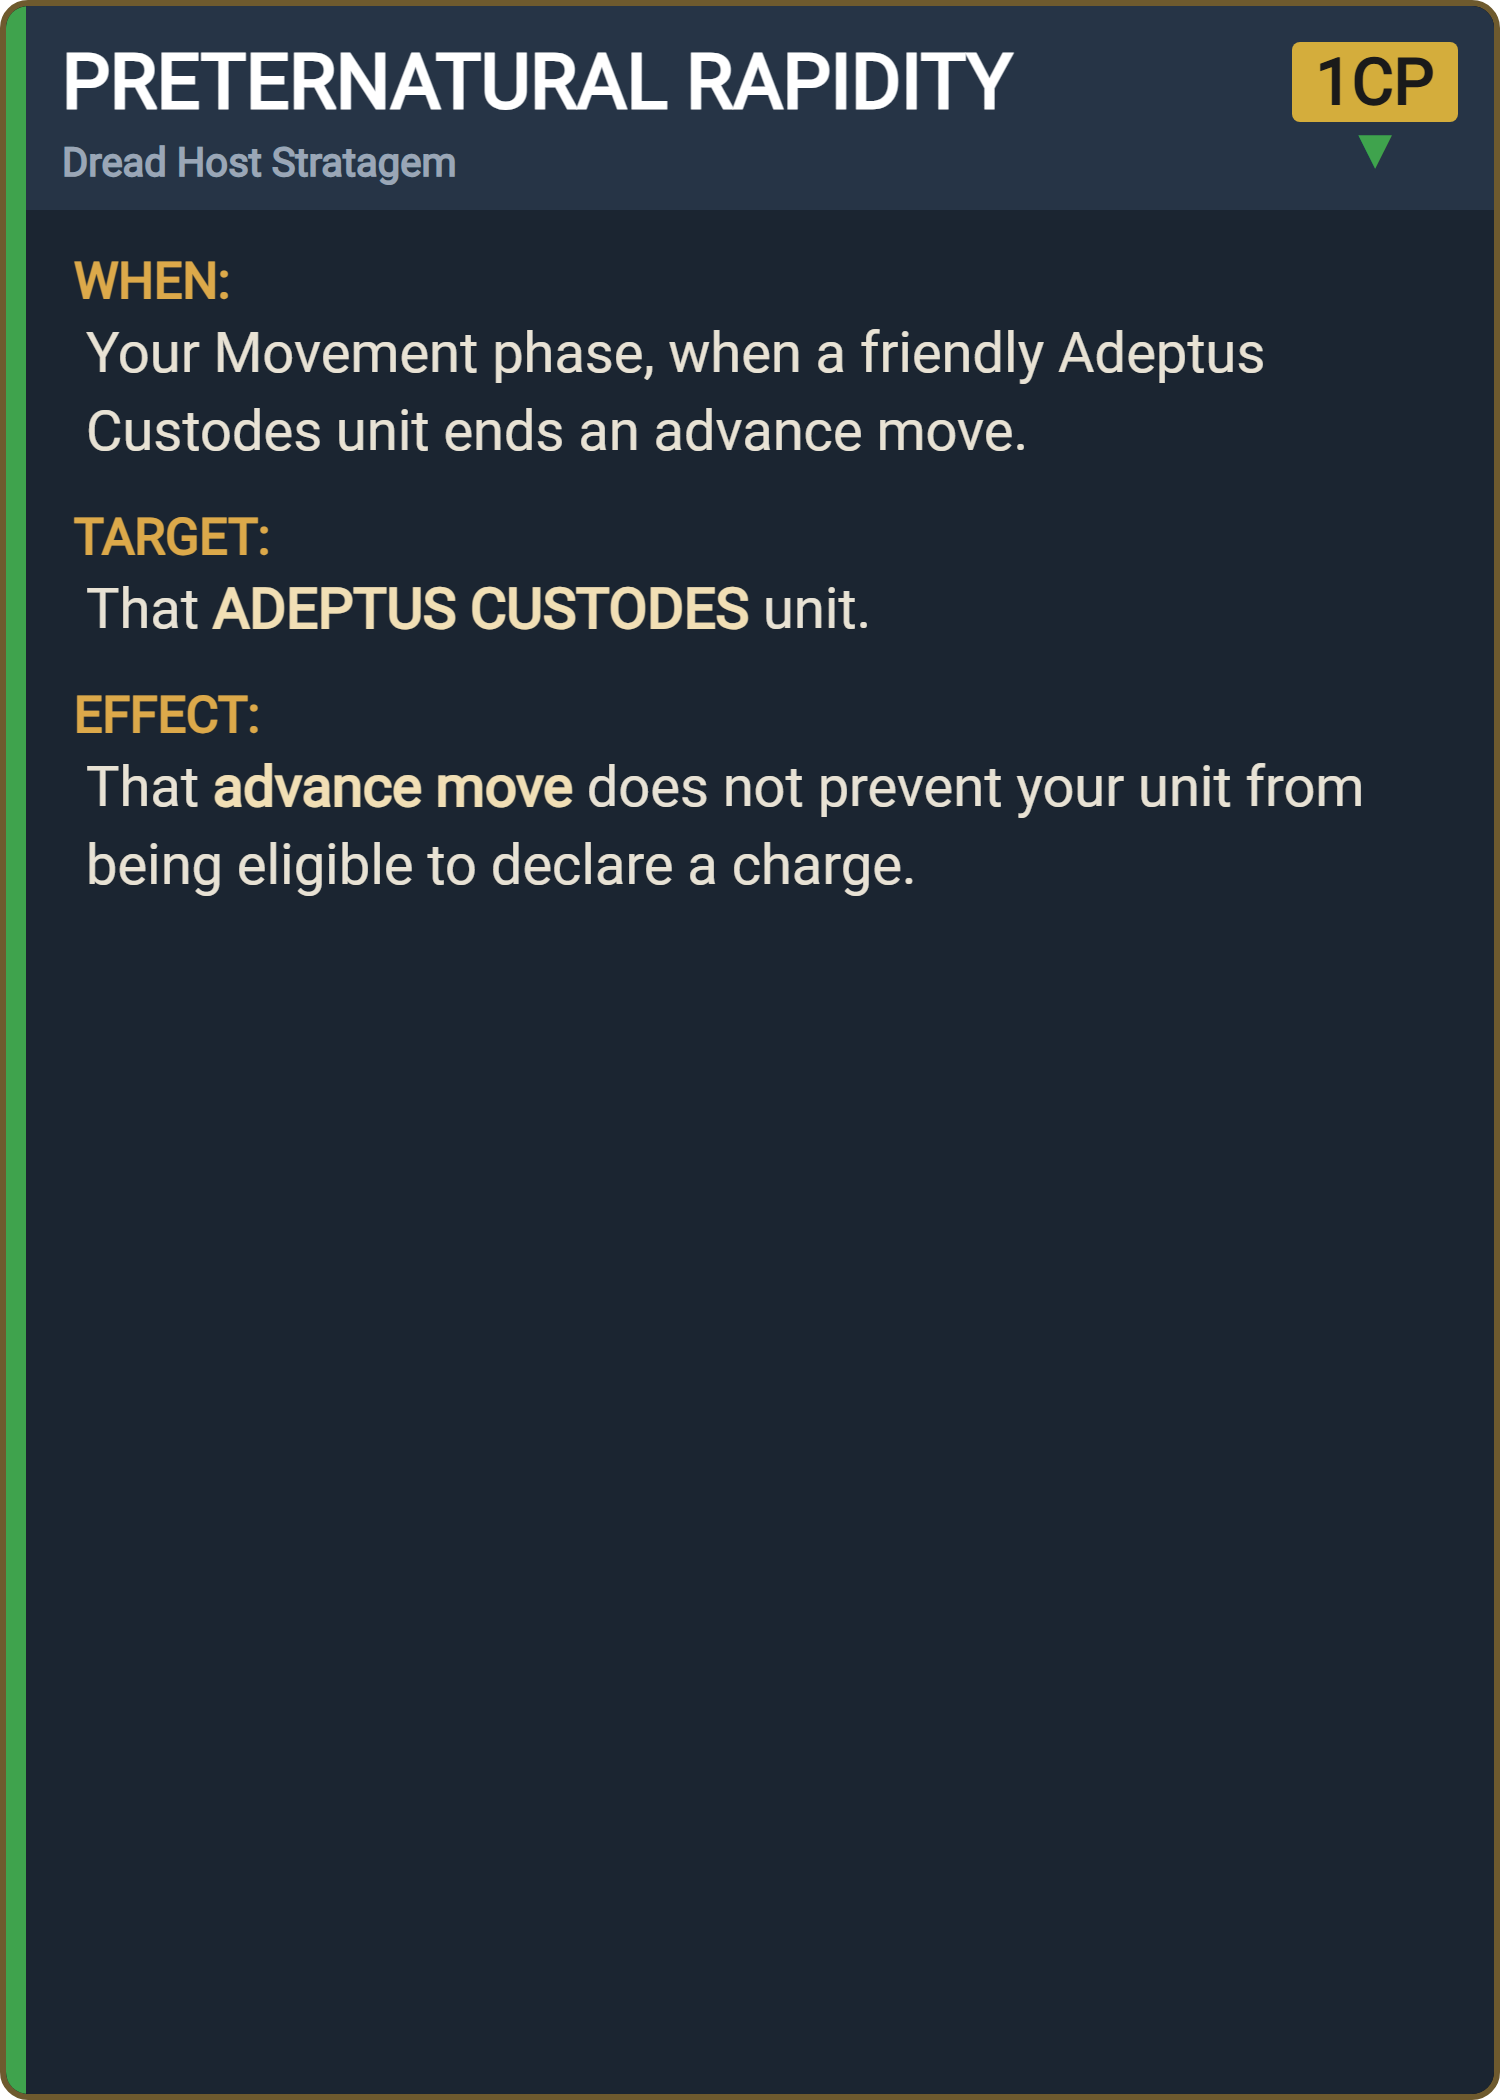 PRETERNATURAL RAPIDITY
1CP
Dread Host Stratagem
WHEN:
Your Movement phase, when a friendly Adeptus
Custodes unit ends an advance move.
TARGET:
That ADEPTUS CUSTODES unit.
EFFECT:
That advance move does not prevent your unit from
being eligible to declare a charge.